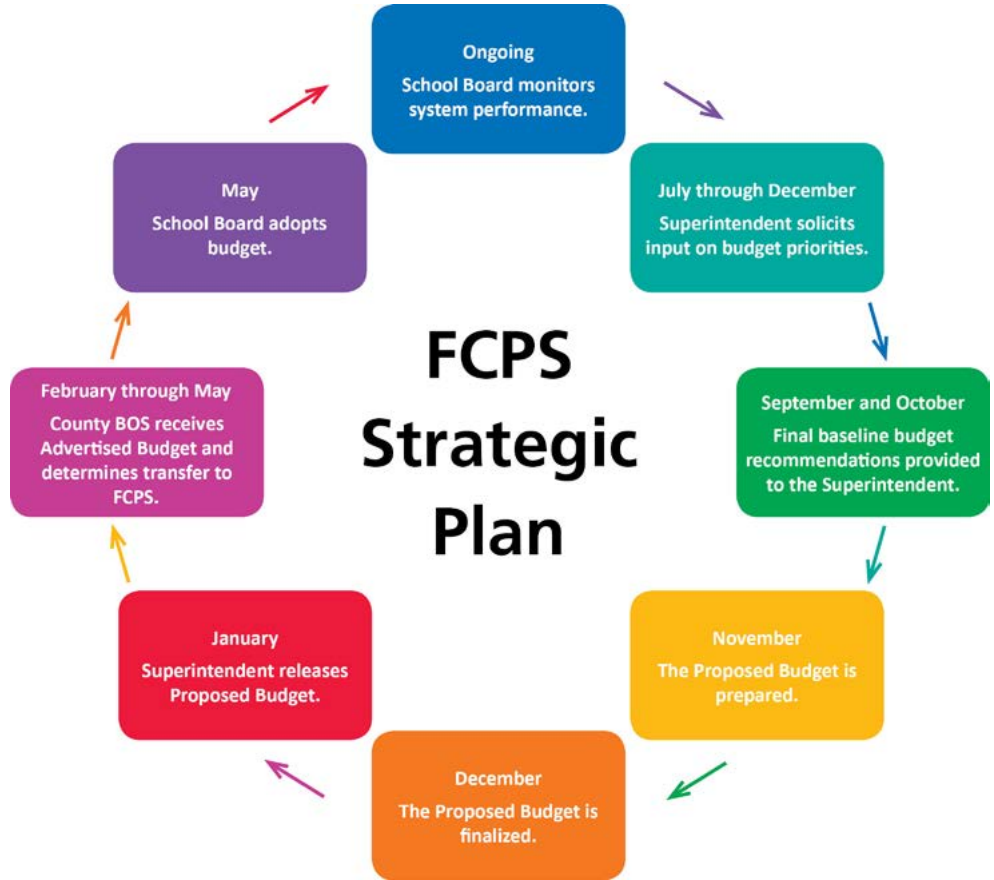 Ongoing
School Board monitors
system performance.
July through December
Superintendent solicits
input on budget priorities.
September and October
Final baseline budget
recommendations provided
to the Superintendent.
November
The Proposed Budget is
prepared.
December
The Proposed Budget is
finalized.
January
Superintendent releases
Proposed Budget.
February through May
County BOS receives
Advertised Budget and
determines transfer to
FCPS.
May
School Board adopts
budget.
FCPS
Strategic
Plan